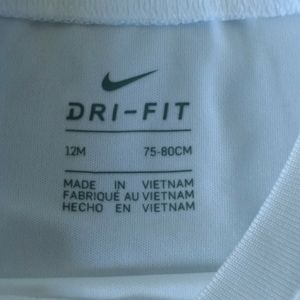 DRI-FIT
12M 75-80CM
MADE IN VIETNAM
FABRIQUÉ AU VIETNAM
HECHO EN VIETNAM